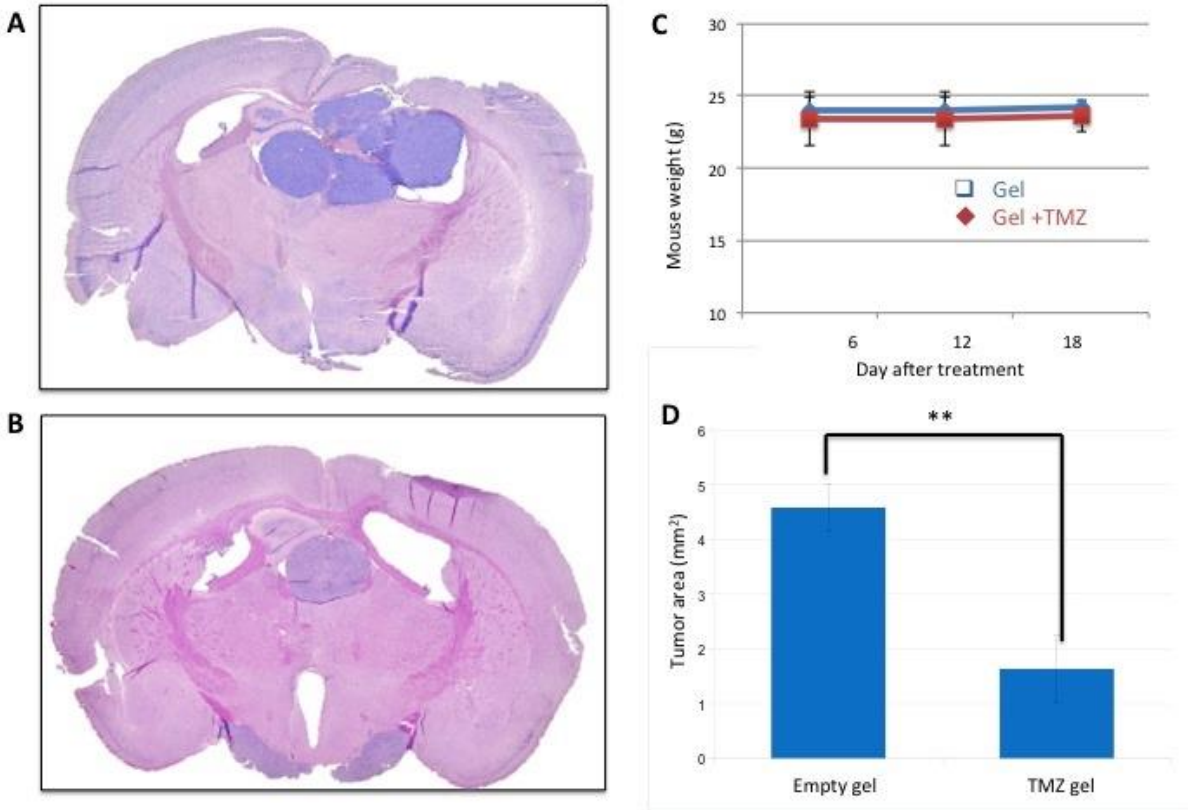 A
B
C
30
25
20
15
10
Mouse weight (g)
Gel
Gel +TMZ
6 12 18
Day after treatment
D
**
6
5
4
3
2
1
0
Tumor area (mm²)
Empty gel TMZ gel